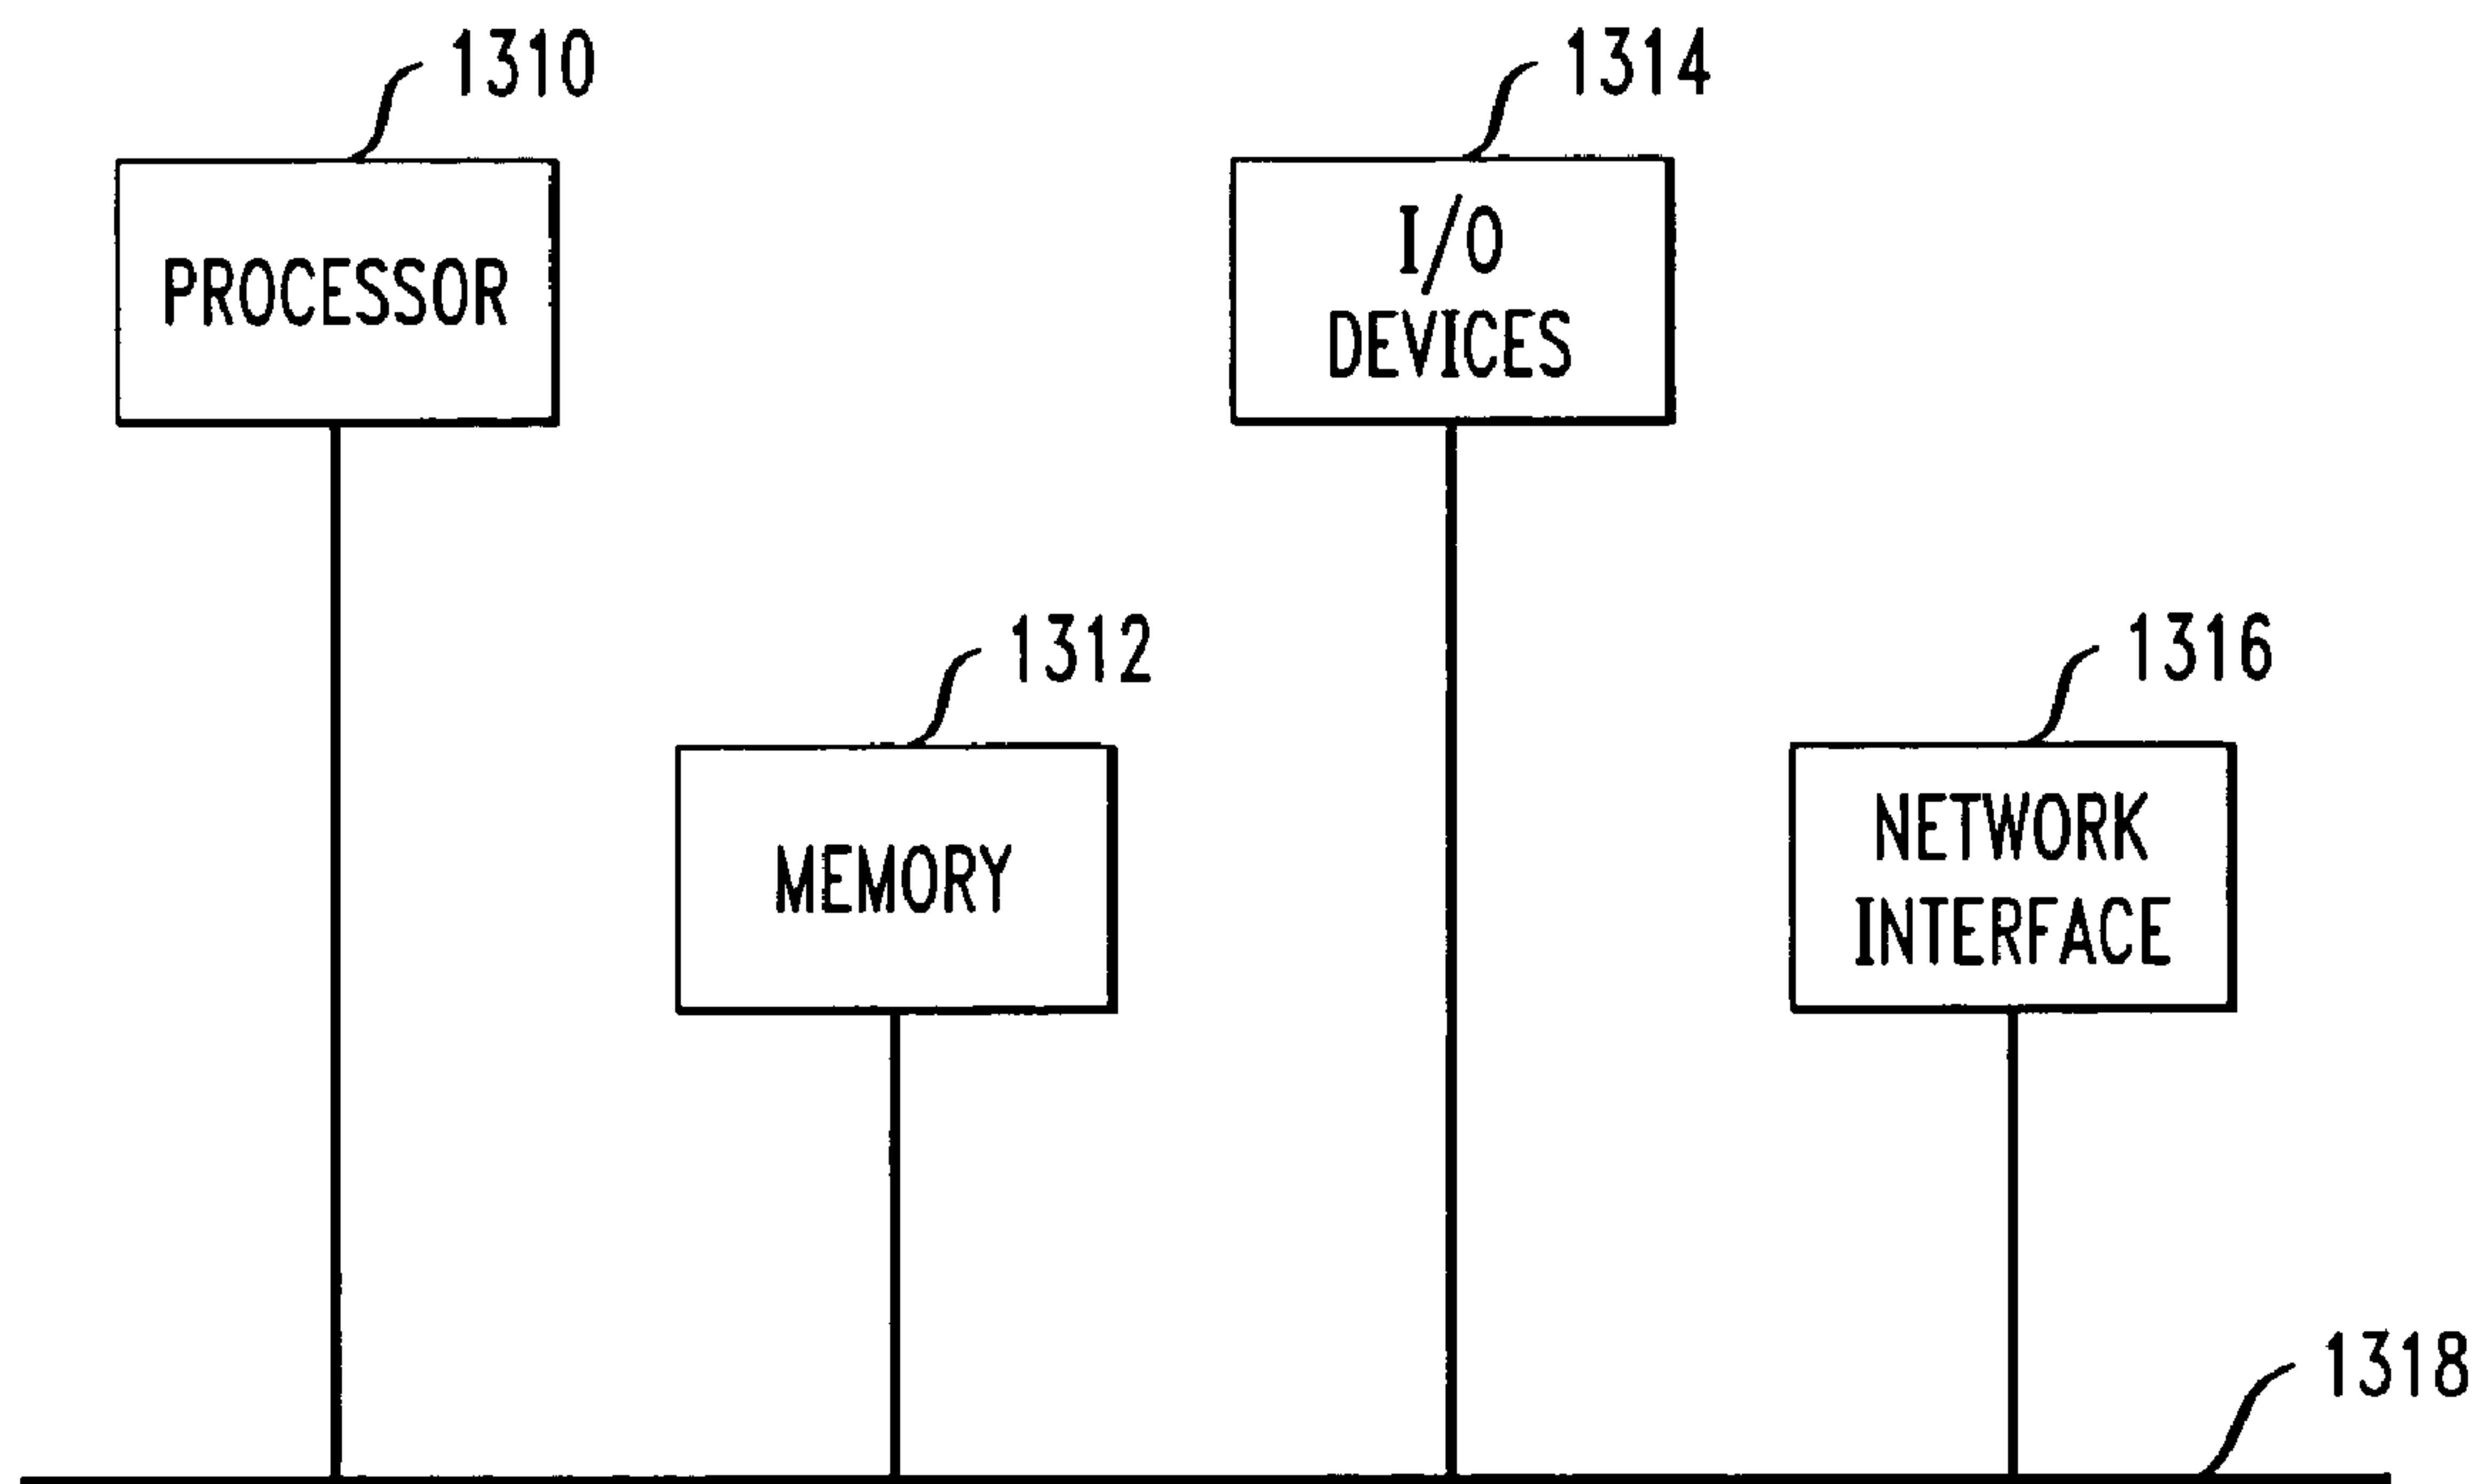 1310
PROCESSOR
1314
I/O
DEVICES
1312
MEMORY
1316
NETWORK
INTERFACE
1318